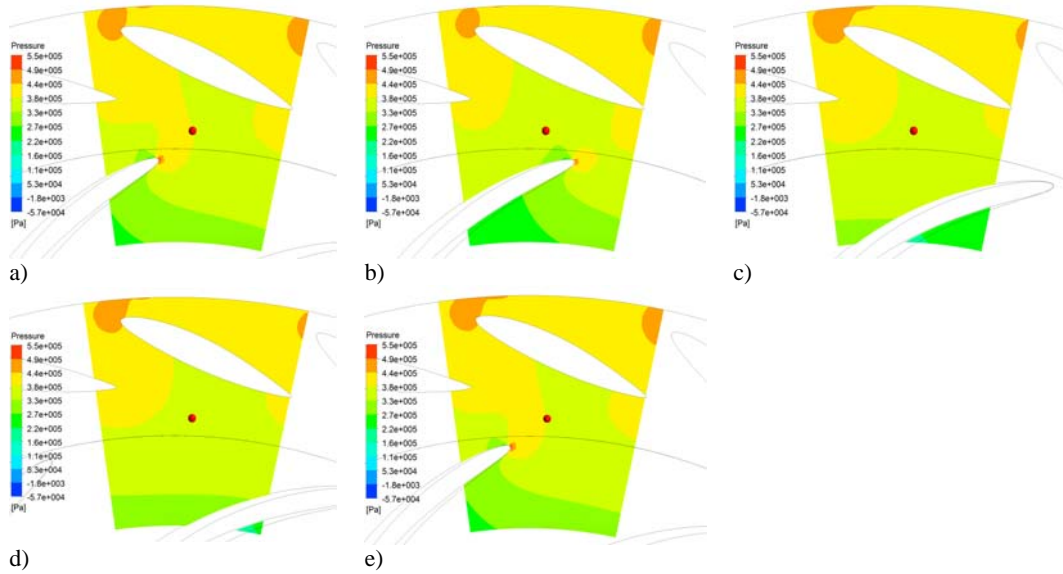 Pressure
5.5e+005
4.9e+005
4.4e+005
3.8e+005
3.3e+005
2.7e+005
2.2e+005
1.6e+005
1.1e+005
5.3e+004
-1.8e+003
-5.7e+004
[Pa]
a)
Pressure
5.5e+005
4.9e+005
4.4e+005
3.8e+005
3.3e+005
2.7e+005
2.2e+005
1.6e+005
1.1e+005
5.3e+004
-1.8e+003
-5.7e+004
[Pa]
b)
Pressure
5.5e+005
4.9e+005
4.4e+005
3.8e+005
3.3e+005
2.7e+005
2.2e+005
1.6e+005
1.1e+005
5.3e+004
-1.8e+003
-5.7e+004
[Pa]
c)
Pressure
5.5e+005
4.9e+005
4.4e+005
3.8e+005
3.3e+005
2.7e+005
2.2e+005
1.6e+005
1.1e+005
5.3e+004
-1.8e+003
-5.7e+004
[Pa]
d)
Pressure
5.5e+005
4.9e+005
4.4e+005
3.8e+005
3.3e+005
2.7e+005
2.2e+005
1.6e+005
1.1e+005
5.3e+004
-1.8e+003
-5.7e+004
[Pa]
e)